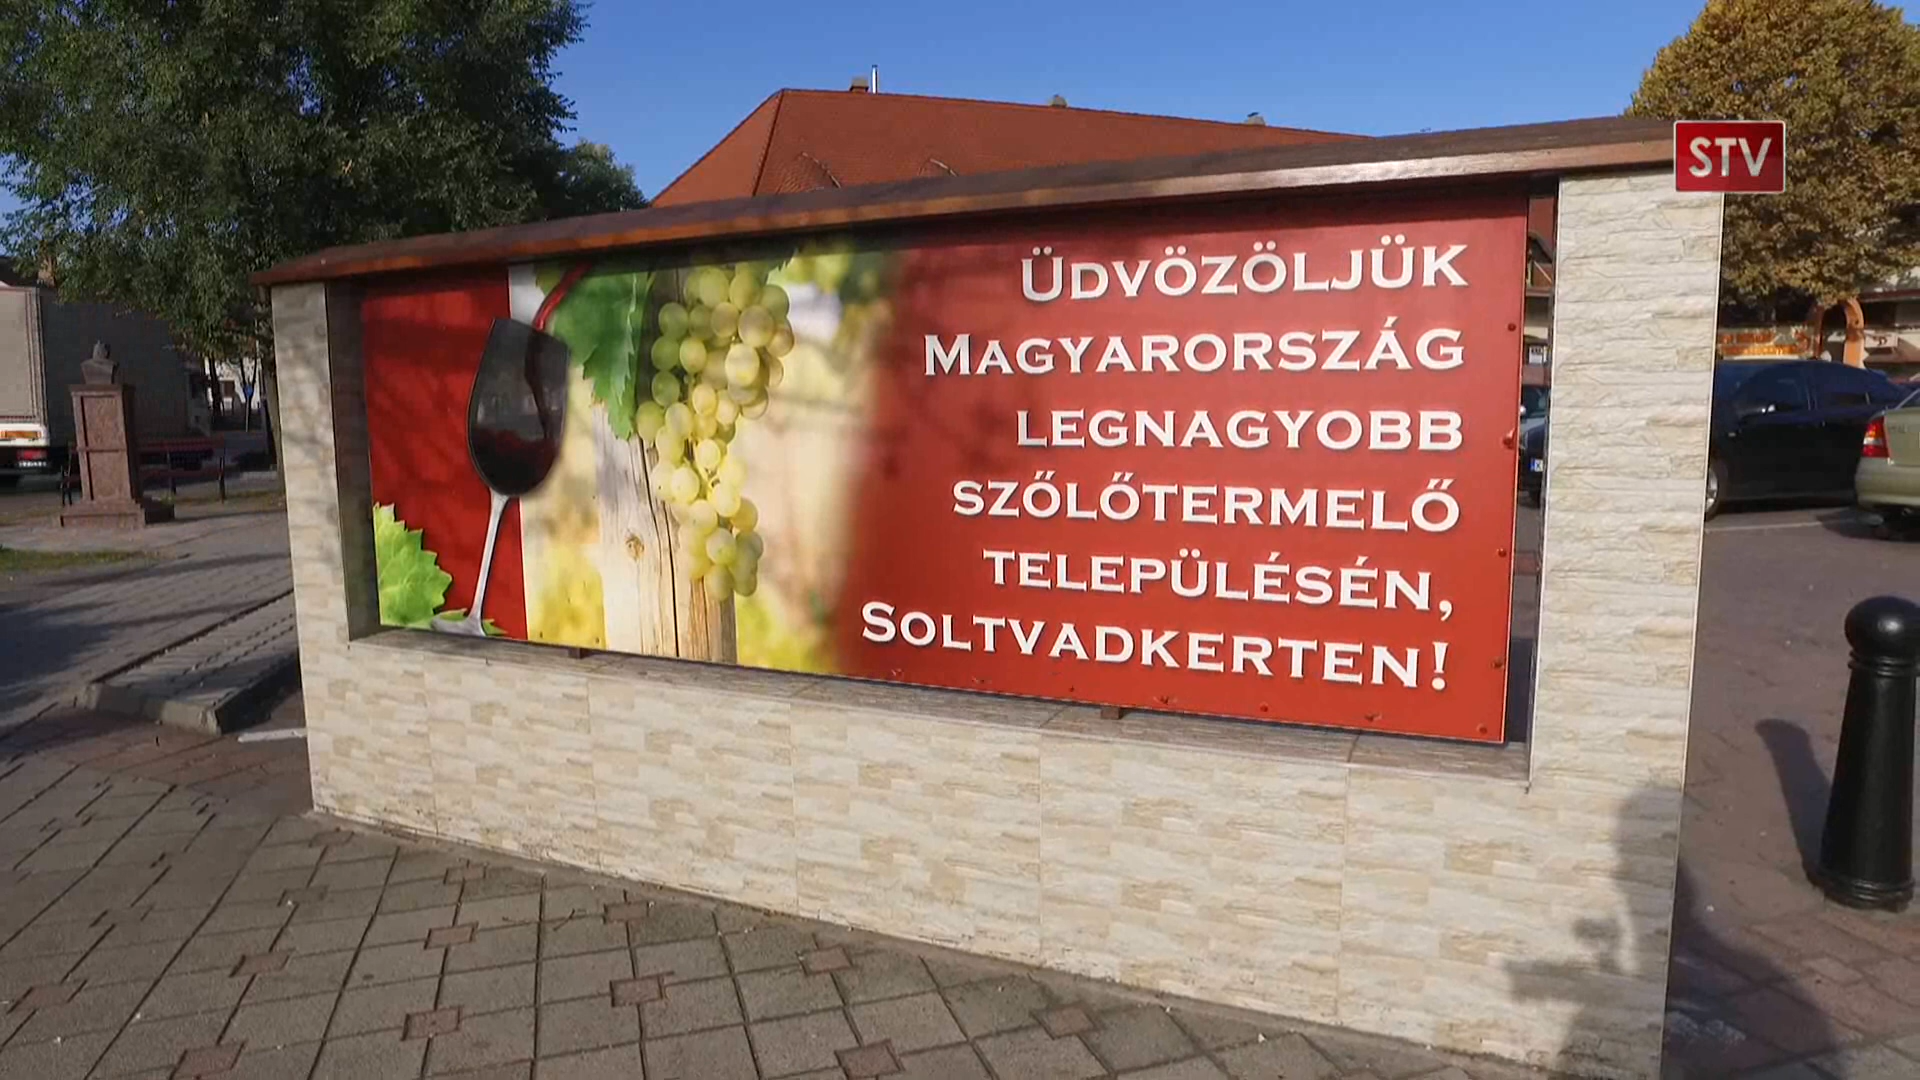 STV
ÜDVÖZÖLJÜK
MAGYARORSZÁG
LEGNAGYOBB
SZŐLŐTERMELŐ
TELEPÜLÉSÉN,
SOLTVADKERTEN!